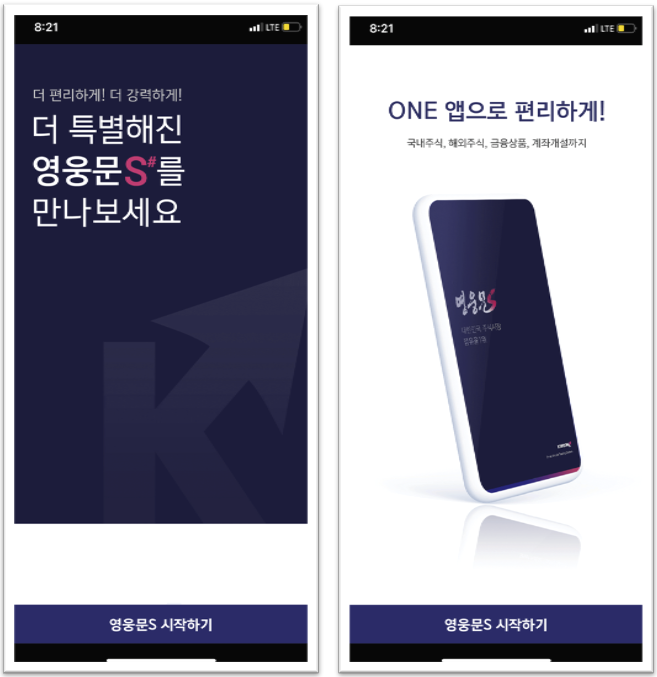 8:21
LTE
더 편리하게! 더 강력하게!
더 특별해진
영웅문S#를
만나보세요
영웅문S 시작하기
8:21
LTE
ONE 앱으로 편리하게!
국내주식, 해외주식, 금융상품, 계좌개설까지
영웅문S
영웅문S 시작하기